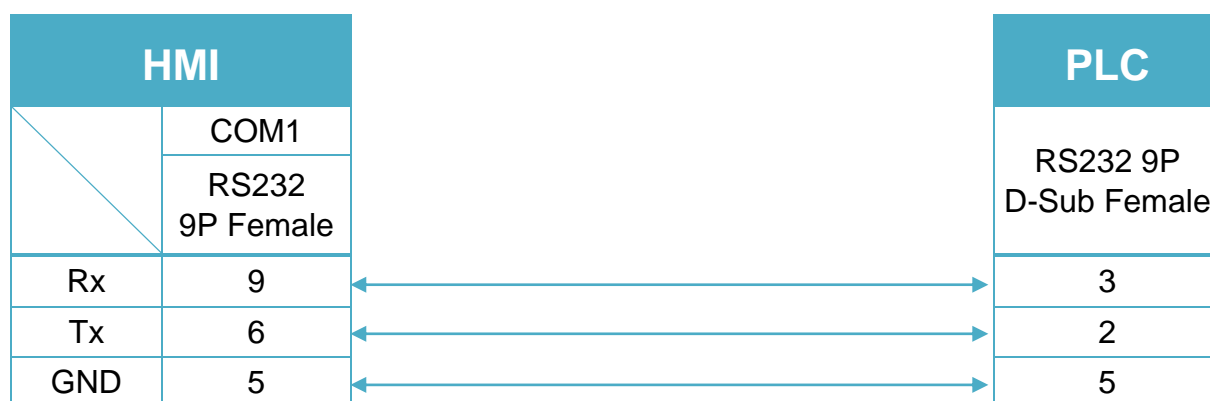 HMI
PLC
COM1
RS232
9P Female
RS232 9P
D-Sub Female
Rx 9 3
Tx 6 2
GND 5 5